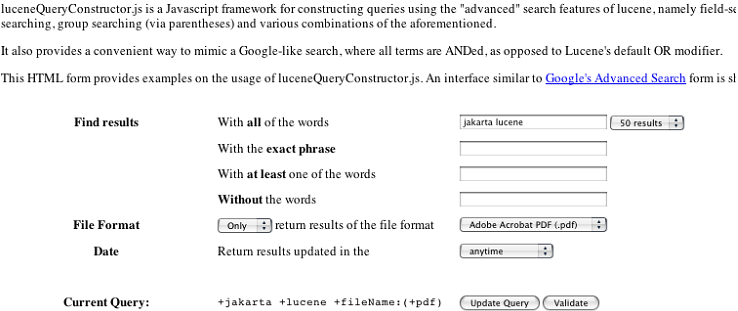 luceneQueryConstructor.js is a Javascript framework for constructing queries using the "advanced" search features of lucene, namely
searching, group searching (via parentheses) and various combinations of the aforementioned.
It also provides a convenient way to mimic a Google-like search, where all terms are ANDed, as opposed to Lucene's default OR modifier.
This HTML form provides examples on the usage of luceneQueryConstructor.js. An interface similar to Google's Advanced Search form is
Find results With all of the words jakarta lucene 50 results
With the exact phrase
With at least one of the words
Without the words
File Format Only return results of the file format Adobe Acrobat PDF (.pdf)
Date Return results updated in the anytime
Current Query: +jakarta +lucene +fileName:(+pdf) Update Query Validate